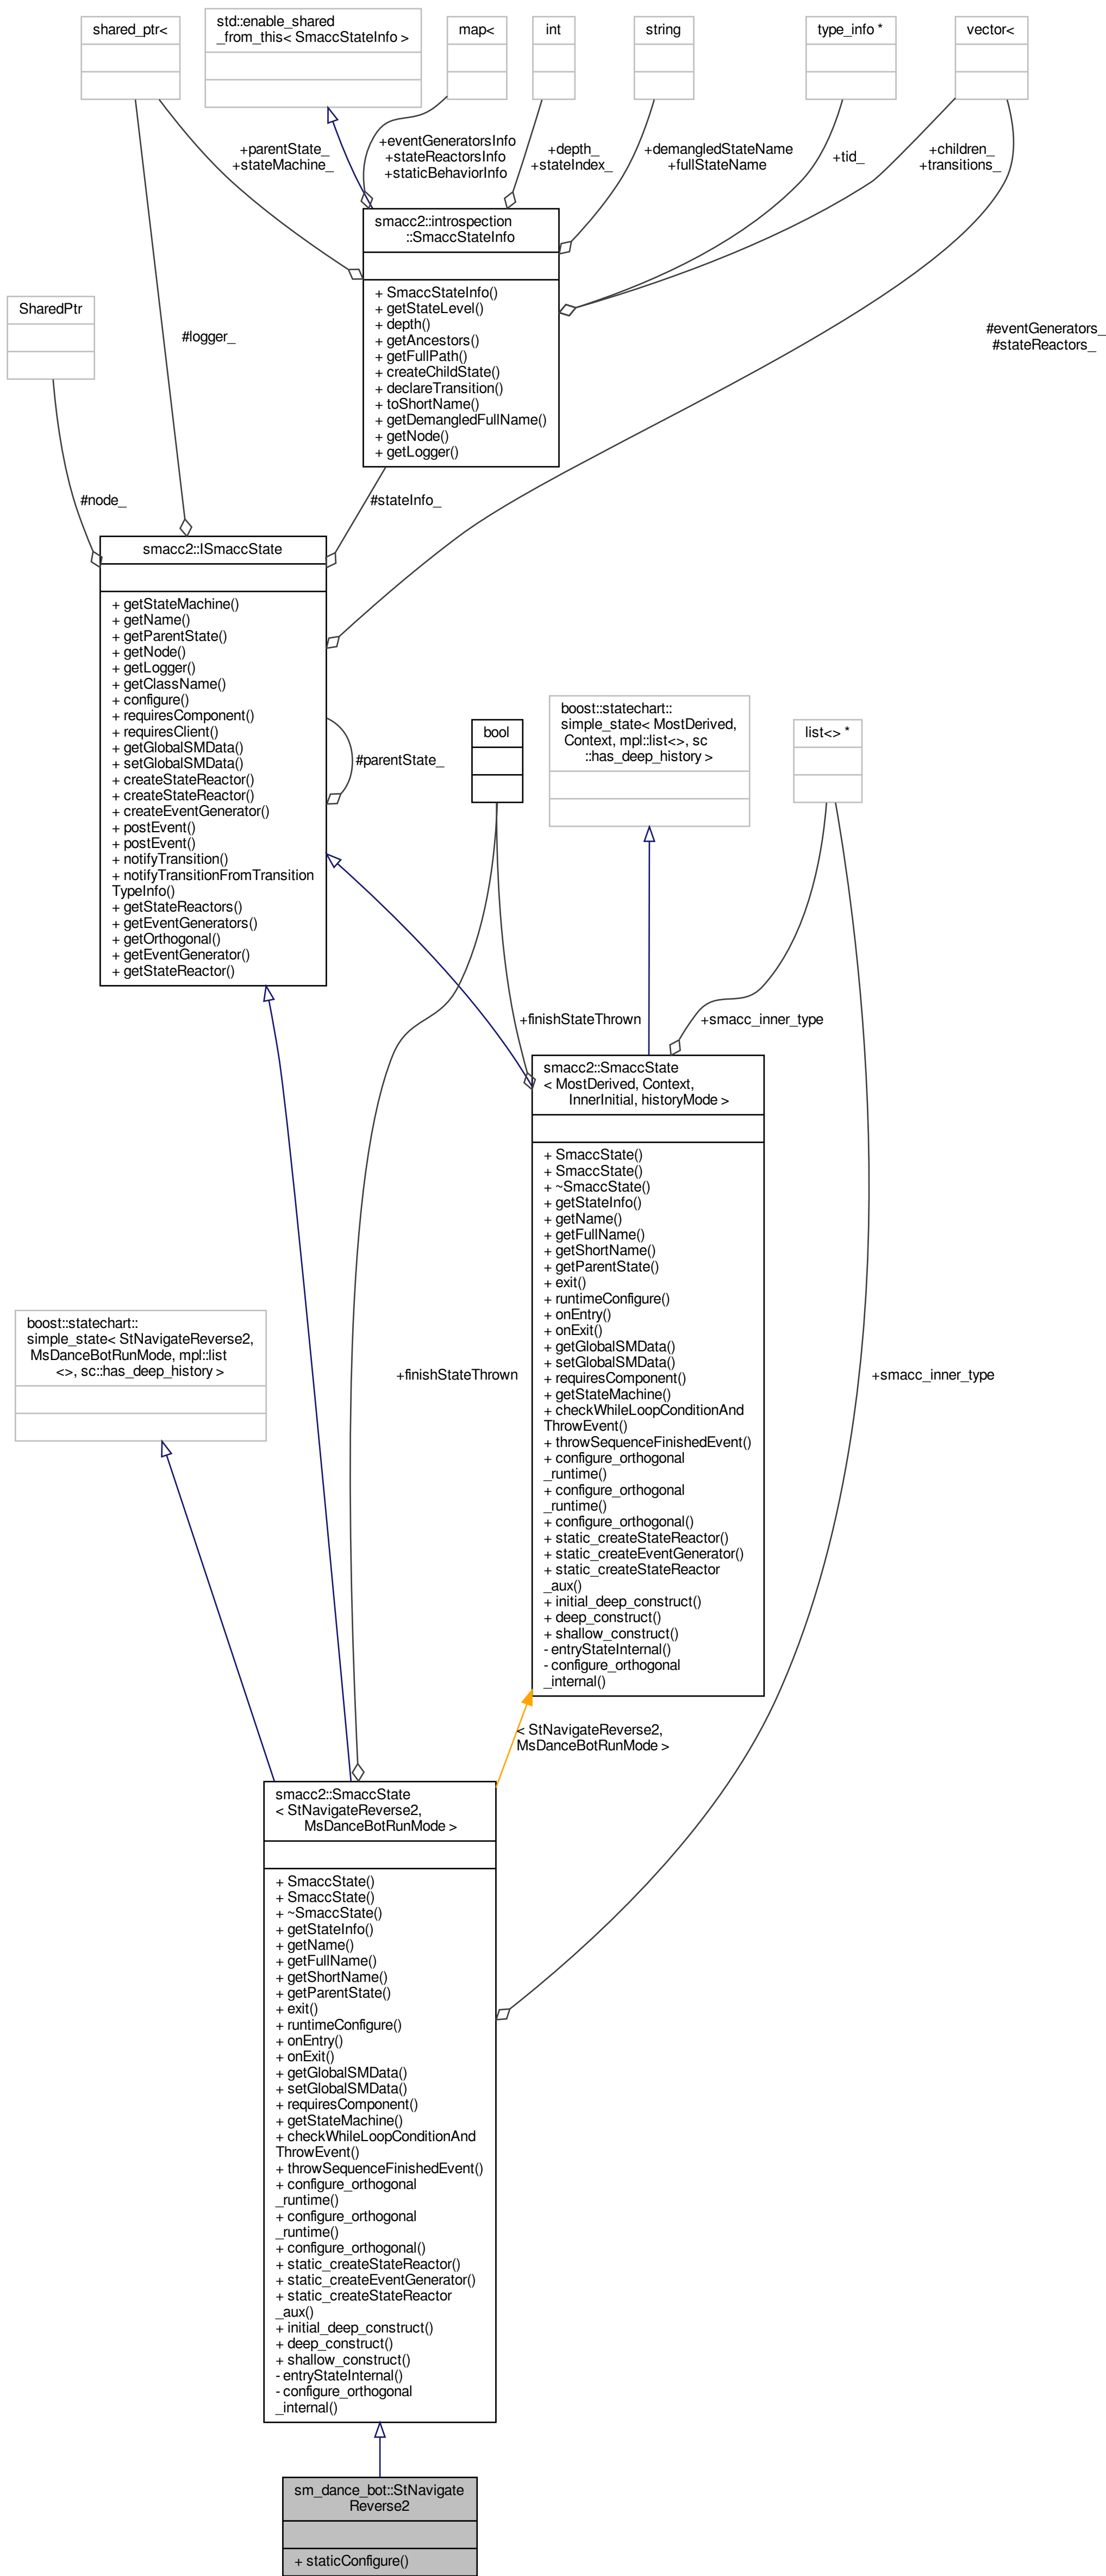 shared_ptr<
std::enable_shared
_from_this< SmaccStateInfo >
map<
int
string
type_info *
vector<
+parentState_
+stateMachine_
+eventGeneratorsInfo
+stateReactorsInfo
+staticBehaviorInfo
+depth_
+stateIndex_
+demangledStateName
+fullStateName
+tid_
+children_
+transitions_
smacc2::introspection
::SmaccStateInfo
+ SmaccStateInfo()
+ getStateLevel()
+ depth()
+ getAncestors()
+ getFullPath()
+ createChildState()
+ declareTransition()
+ toShortName()
+ getDemangledFullName()
+ getNode()
+ getLogger()
SharedPtr
#logger_
#eventGenerators_
#stateReactors_
#node_
#stateInfo_
smacc2::ISmaccState
+ getStateMachine()
+ getName()
+ getParentState()
+ getNode()
+ getLogger()
+ getClassName()
+ configure()
+ requiresComponent()
+ requiresClient()
+ getGlobalSMData()
+ setGlobalSMData()
+ createStateReactor()
+ createStateReactor()
+ createEventGenerator()
+ postEvent()
+ postEvent()
+ notifyTransition()
+ notifyTransitionFromTransition
TypeInfo()
+ getStateReactors()
+ getEventGenerators()
+ getOrthogonal()
+ getEventGenerator()
+ getStateReactor()
#parentState_
bool
boost::statechart::
simple_state< MostDerived,
Context, mpl::list<>, sc
::has_deep_history >
list<> *
+finishStateThrown
+smacc_inner_type
smacc2::SmaccState
< MostDerived, Context,
InnerInitial, historyMode >
+ SmaccState()
+ SmaccState()
+ ~SmaccState()
+ getStateInfo()
+ getName()
+ getFullName()
+ getShortName()
+ getParentState()
+ exit()
+ runtimeConfigure()
+ onEntry()
+ onExit()
+ getGlobalSMData()
+ setGlobalSMData()
+ requiresComponent()
+ getStateMachine()
+ checkWhileLoopConditionAnd
ThrowEvent()
+ throwSequenceFinishedEvent()
+ configure_orthogonal
_runtime()
+ configure_orthogonal
_runtime()
+ configure_orthogonal()
+ static_createStateReactor()
+ static_createEventGenerator()
+ static_createStateReactor
_aux()
+ initial_deep_construct()
+ deep_construct()
+ shallow_construct()
- entryStateInternal()
- configure_orthogonal
_internal()
boost::statechart::
simple_state< StNavigateReverse2,
MsDanceBotRunMode, mpl::list
<>, sc::has_deep_history >
+finishStateThrown
+smacc_inner_type
< StNavigateReverse2,
MsDanceBotRunMode >
smacc2::SmaccState
< StNavigateReverse2,
MsDanceBotRunMode >
+ SmaccState()
+ SmaccState()
+ ~SmaccState()
+ getStateInfo()
+ getName()
+ getFullName()
+ getShortName()
+ getParentState()
+ exit()
+ runtimeConfigure()
+ onEntry()
+ onExit()
+ getGlobalSMData()
+ setGlobalSMData()
+ requiresComponent()
+ getStateMachine()
+ checkWhileLoopConditionAnd
ThrowEvent()
+ throwSequenceFinishedEvent()
+ configure_orthogonal
_runtime()
+ configure_orthogonal
_runtime()
+ configure_orthogonal()
+ static_createStateReactor()
+ static_createEventGenerator()
+ static_createStateReactor
_aux()
+ initial_deep_construct()
+ deep_construct()
+ shallow_construct()
- entryStateInternal()
- configure_orthogonal
_internal()
sm_dance_bot::StNavigate
Reverse2
+ staticConfigure()